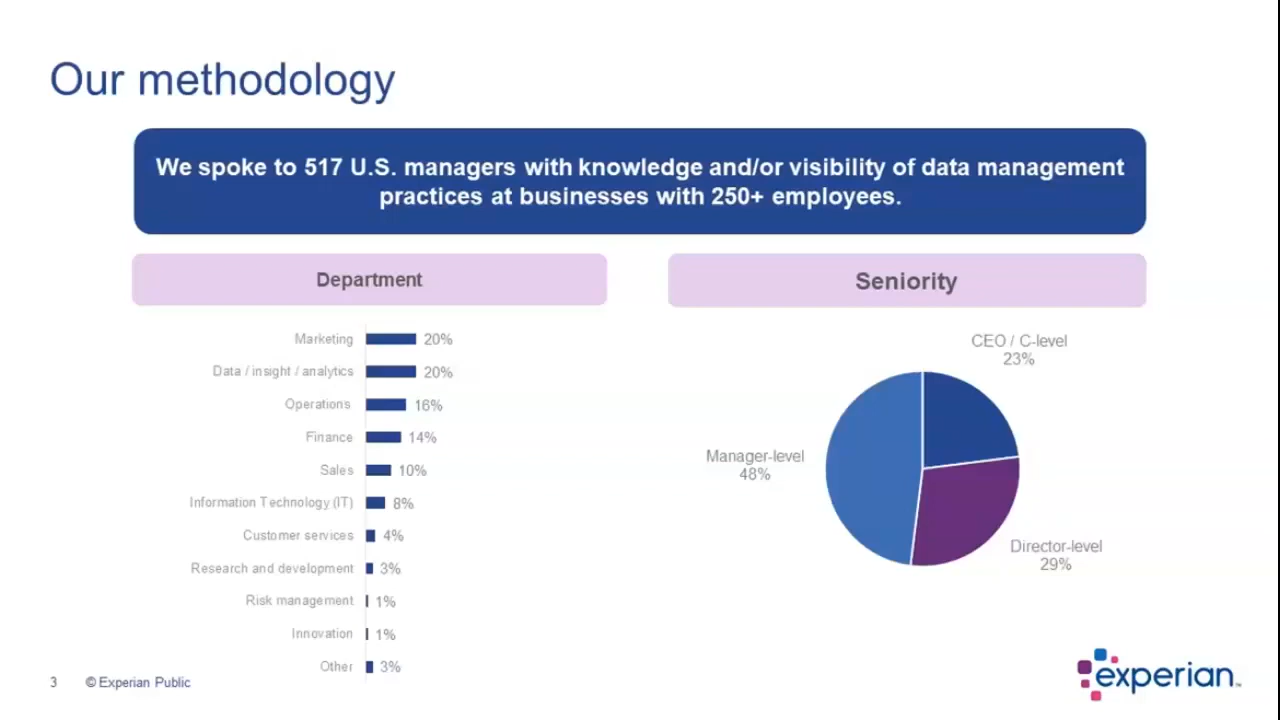 Our methodology
We spoke to 517 U.S. managers with knowledge and/or visibility of data management
practices at businesses with 250+ employees.
Department
Marketing 20%
Data / insight / analytics 20%
Operations 16%
Finance 14%
Sales 10%
Information Technology (IT) 8%
Customer services 4%
Research and development 3%
Risk management 1%
Innovation 1%
Other 3%
Seniority
CEO / C-level
23%
Manager-level
48%
Director-level
29%
3 © Experian Public
experian™